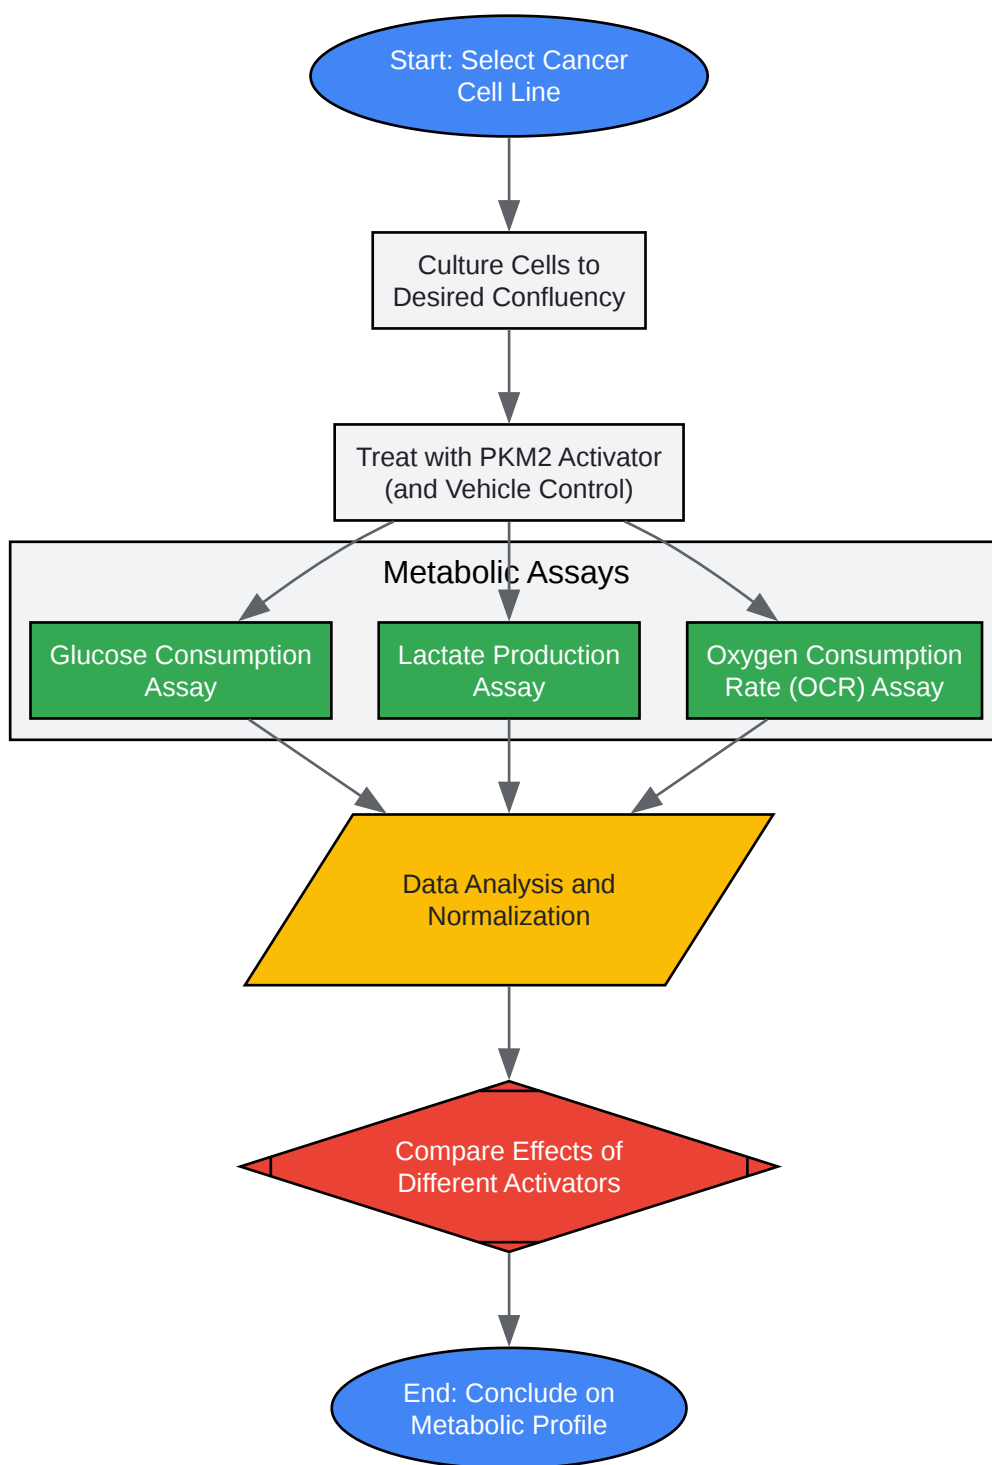 Start: Select Cancer
Cell Line
Culture Cells to
Desired Confluency
Treat with PKM2 Activator
(and Vehicle Control)
Metabolic Assays
Glucose Consumption
Assay
Lactate Production
Assay
Oxygen Consumption
Rate (OCR) Assay
Data Analysis and
Normalization
Compare Effects of
Different Activators
End: Conclude on
Metabolic Profile